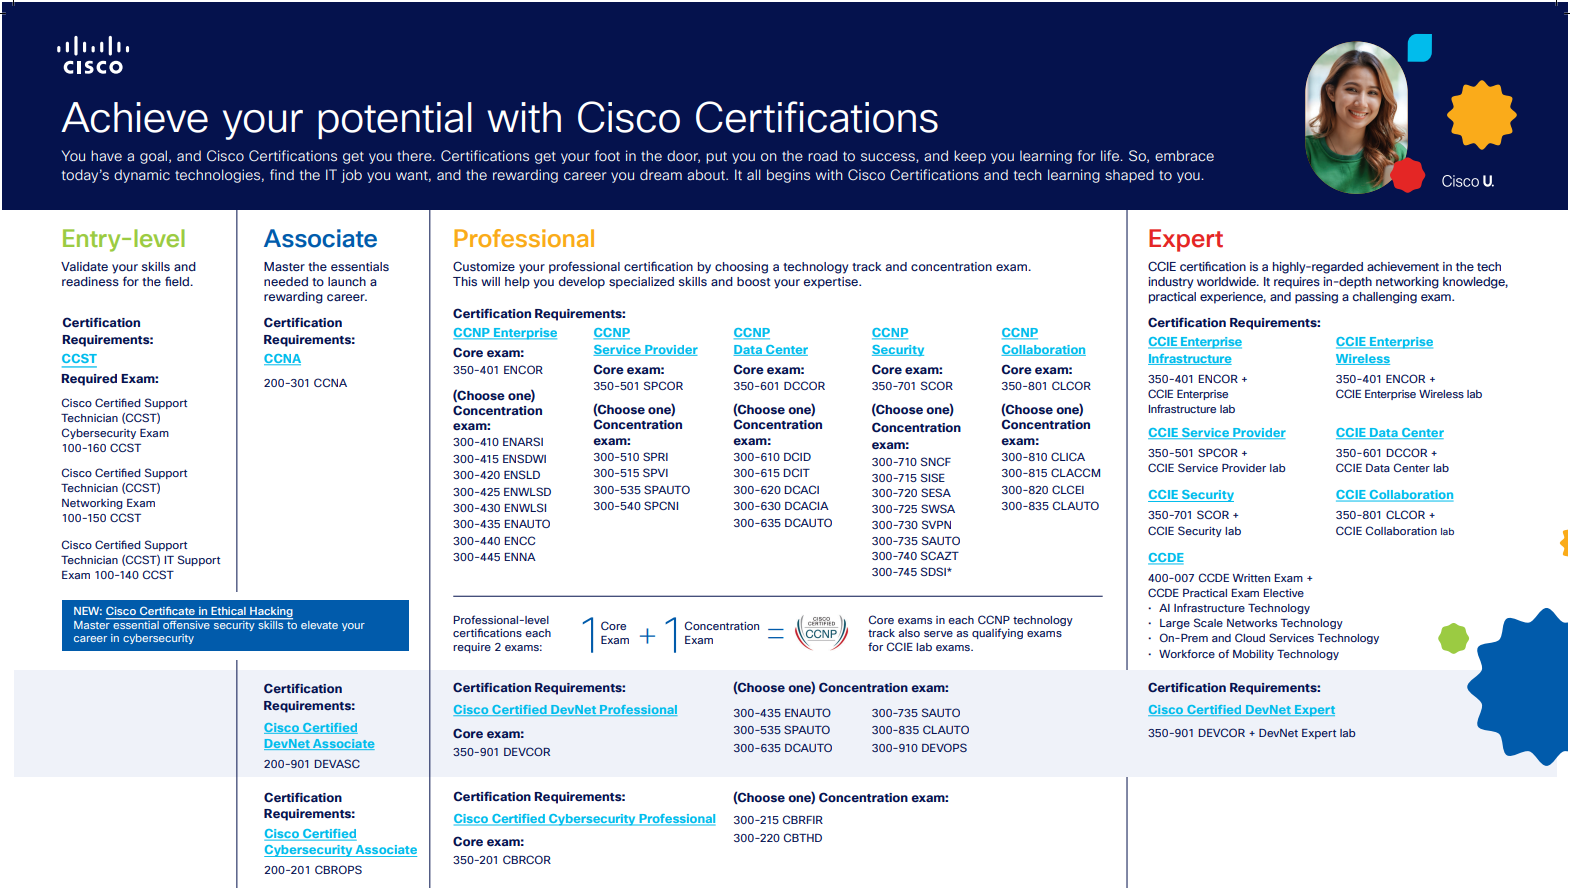 CISCO
Achieve your potential with Cisco Certifications
You have a goal, and Cisco Certifications get you there. Certifications get your foot in the door, put you on the road to success, and keep you learning for life. So, embrace
today's dynamic technologies, find the IT job you want, and the rewarding career you dream about. It all begins with Cisco Certifications and tech learning shaped to you.
Cisco U.
Entry-level
Validate your skills and
readiness for the field.
Certification
Requirements:
CCST
Required Exam:
Cisco Certified Support
Technician (CCST)
Cybersecurity Exam
100-160 CCST
Cisco Certified Support
Technician (CCST)
Networking Exam
100-150 CCST
Cisco Certified Support
Technician (CCST) IT Support
Exam 100-140 CCST
Associate
Master the essentials
needed to launch a
rewarding career.
Certification
Requirements:
CCNA
200-301 CCNA
NEW: Cisco Certificate in Ethical Hacking
Master essential offensive security skills to elevate your
career in cybersecurity
Professional
Customize your professional certification by choosing a technology track and concentration exam.
This will help you develop specialized skills and boost your expertise.
Certification Requirements:
CCNP Enterprise
Core exam:
350-401 ENCOR
(Choose one)
Concentration
exam:
300-410 ENARSI
300-415 ENSDWI
300-420 ENSLD
300-425 ENWLSD
300-430 ENWLSI
300-435 ENAUTO
300-440 ENCC
300-445 ENNA
CCNP
Service Provider
Core exam:
350-501 SPCOR
(Choose one)
Concentration
exam:
300-510 SPRI
300-515 SPVI
300-535 SPAUTO
300-540 SPCNI
CCNP
Data Center
Core exam:
350-601 DCCOR
(Choose one)
Concentration
exam:
300-610 DCID
300-615 DCIT
300-620 DCACI
300-630 DCACIA
300-635 DCAUTO
CCNP
Security
Core exam:
350-701 SCOR
(Choose one)
Concentration
exam:
300-710 SNCF
300-715 SISE
300-720 SESA
300-725 SWSA
300-730 SVPN
300-735 SAUTO
300-740 SCAZT
300-745 SDSI*
CCNP
Collaboration
Core exam:
350-801 CLCOR
(Choose one)
Concentration
exam:
300-810 CLICA
300-815 CLACCM
300-820 CLCEI
300-835 CLAUTO
Professional-level
certifications each
require 2 exams:
1 Core
Exam
+
1 Concentration
Exam
=
CISCO
CERTIFIED
CCNP
Core exams in each CCNP technology
track also serve as qualifying exams
for CCIE lab exams.
Expert
CCIE certification is a highly-regarded achievement in the tech
industry worldwide. It requires in-depth networking knowledge,
practical experience, and passing a challenging exam.
Certification Requirements:
CCIE Enterprise
Infrastructure
350-401 ENCOR +
CCIE Enterprise
Infrastructure lab
CCIE Enterprise
Wireless
350-401 ENCOR +
CCIE Enterprise Wireless lab
CCIE Service Provider
350-501 SPCOR +
CCIE Service Provider lab
CCIE Data Center
350-601 DCCOR +
CCIE Data Center lab
CCIE Security
350-701 SCOR +
CCIE Security lab
CCIE Collaboration
350-801 CLCOR +
CCIE Collaboration lab
CCDE
400-007 CCDE Written Exam +
CCDE Practical Exam Elective
· AI Infrastructure Technology
· Large Scale Networks Technology
· On-Prem and Cloud Services Technology
· Workforce of Mobility Technology
Certification
Requirements:
Cisco Certified
DevNet Associate
200-901 DEVASC
Certification Requirements:
Cisco Certified DevNet Professional
Core exam:
350-901 DEVCOR
(Choose one) Concentration exam:
300-435 ENAUTO
300-535 SPAUTO
300-635 DCAUTO
300-735 SAUTO
300-835 CLAUTO
300-910 DEVOPS
Certification Requirements:
Cisco Certified DevNet Expert
350-901 DEVCOR + DevNet Expert lab
Certification
Requirements:
Cisco Certified
Cybersecurity Associate
200-201 CBROPS
Certification Requirements:
Cisco Certified Cybersecurity Professional
Core exam:
350-201 CBRCOR
(Choose one) Concentration exam:
300-215 CBRFIR
300-220 CBTHD